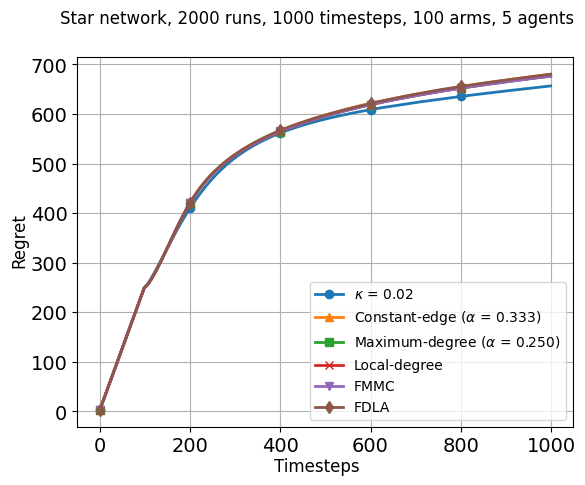 Star network, 2000 runs, 1000 timesteps, 100 arms, 5 agents
700
600
500
400
300
200
100
0
Regret
κ = 0.02
Constant-edge (α = 0.333)
Maximum-degree (α = 0.250)
Local-degree
FMMC
FDLA
0 200 400 600 800 1000
Timesteps